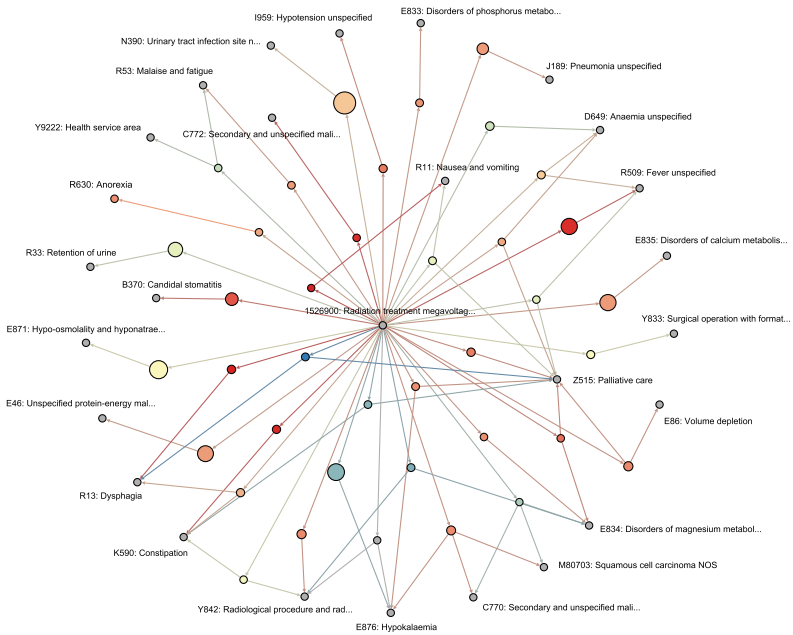 E833: Disorders of phosphorus metabo...
I959: Hypotension unspecified
N390: Urinary tract infection site n...
J189: Pneumonia unspecified
R53: Malaise and fatigue
D649: Anaemia unspecified
Y9222: Health service area
C772: Secondary and unspecified mali...
R11: Nausea and vomiting
R509: Fever unspecified
R630: Anorexia
E835: Disorders of calcium metabolis...
R33: Retention of urine
B370: Candidal stomatitis
1526900: Radiation treatment megavoltag...
Y833: Surgical operation with format...
E871: Hypo-osmolality and hyponatrae...
Z515: Palliative care
E46: Unspecified protein-energy mal...
E86: Volume depletion
R13: Dysphagia
E834: Disorders of magnesium metabol...
K590: Constipation
M80703: Squamous cell carcinoma NOS
Y842: Radiological procedure and rad...
C770: Secondary and unspecified mali...
E876: Hypokalaemia